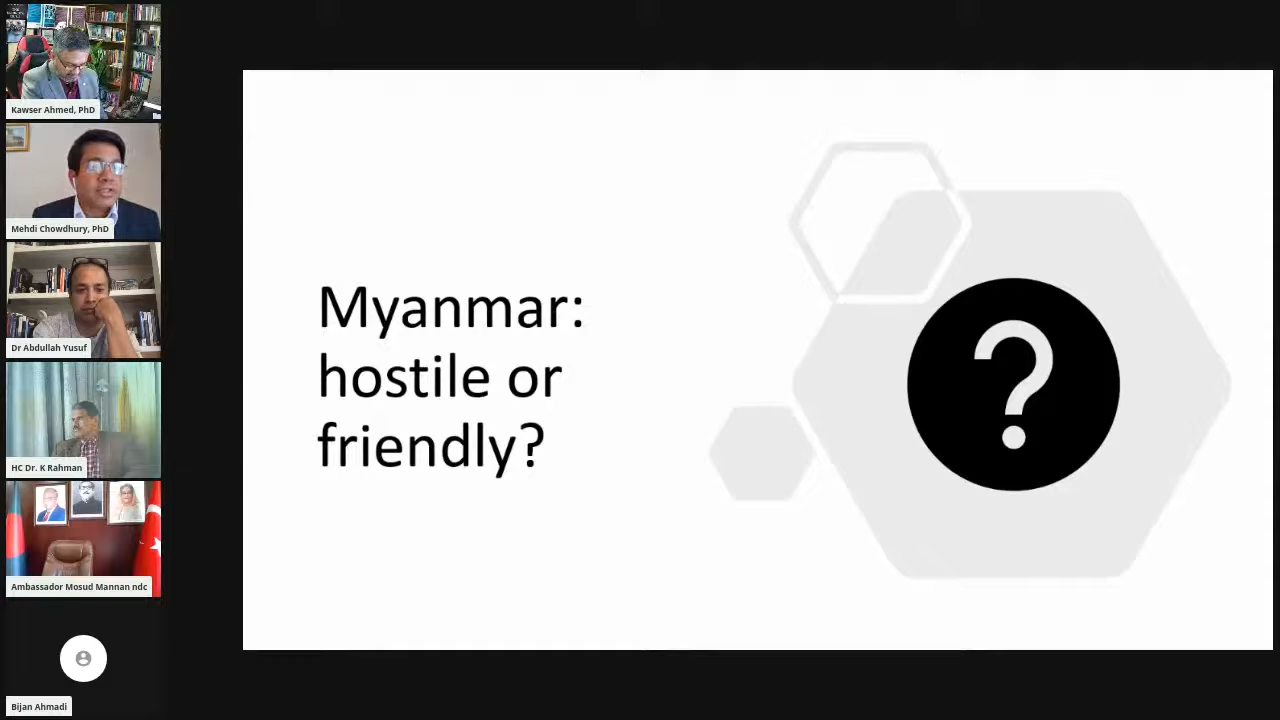 Kawser Ahmed, PhD
Mehdi Chowdhury, PhD
Dr Abdullah Yusuf
HC Dr. K Rahman
Ambassador Mosud Mannan ndc
Bijan Ahmadi
Myanmar:
hostile or
friendly?
?